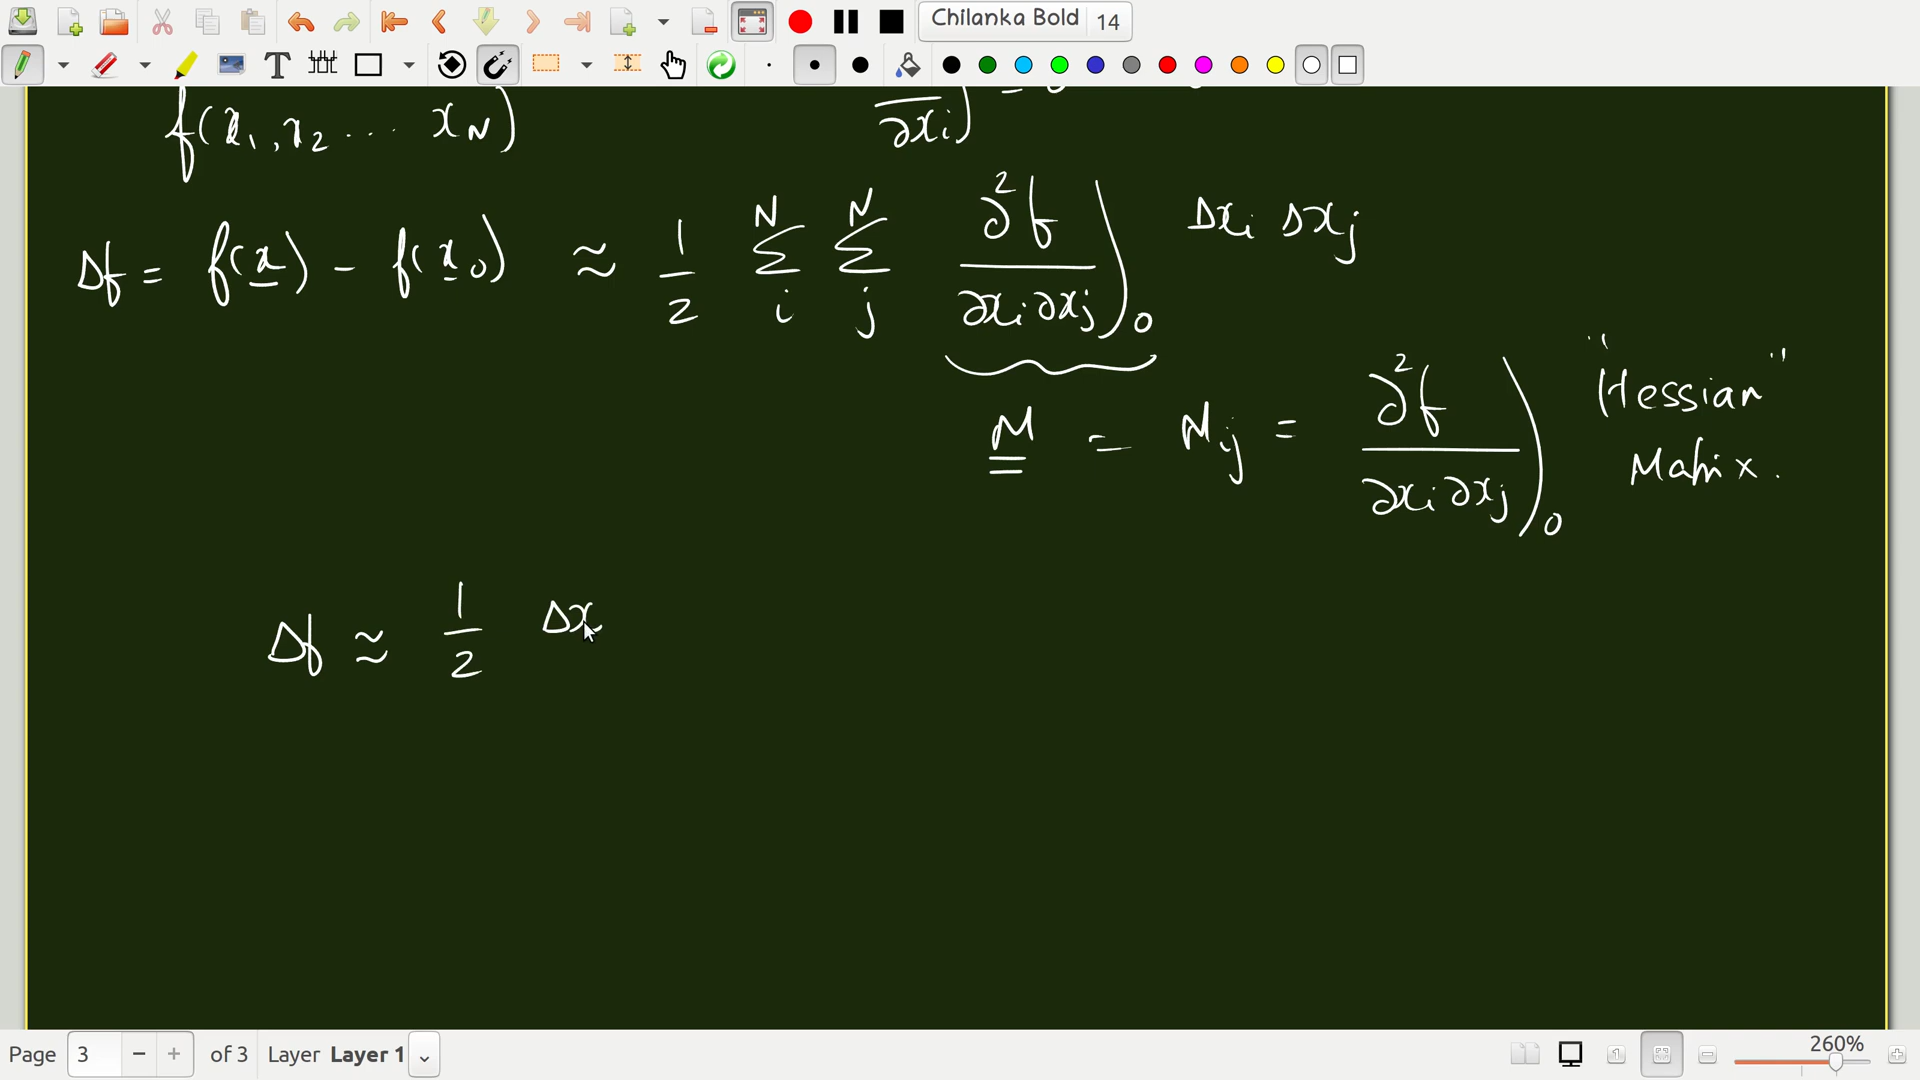 Chilanka Bold 14
f(x₁, x₂ ... x_N)
∂xᵢ) = 0
Δf = f(x) - f(x₀) ≈ 1/2 Σᵢᴺ Σⱼᴺ ∂²f/∂xᵢ∂xⱼ)₀ Δxᵢ Δxⱼ
M = Mᵢⱼ = ∂²f/∂xᵢ∂xⱼ)₀ "Hessian"
Matrix.
Δf ≈ 1/2 Δx
Page 3 of 3 Layer Layer 1 260%